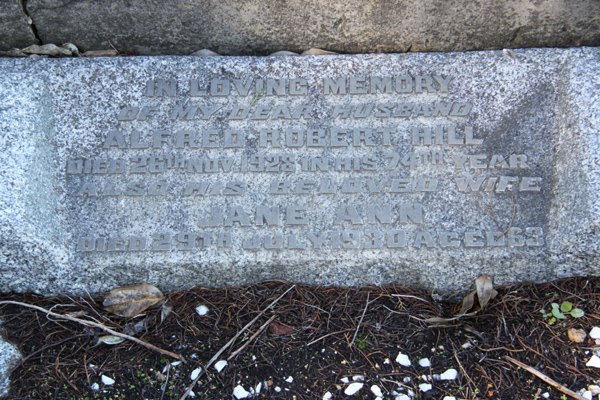 IN LOVING MEMORY
OF MY DEAR HUSBAND
ALFRED ROBERT HILL
DIED 26TH NOV. 1928 IN HIS 74TH YEAR
ALSO HIS BELOVED WIFE
JANE ANN
DIED 29TH JULY 1930 AGED 63